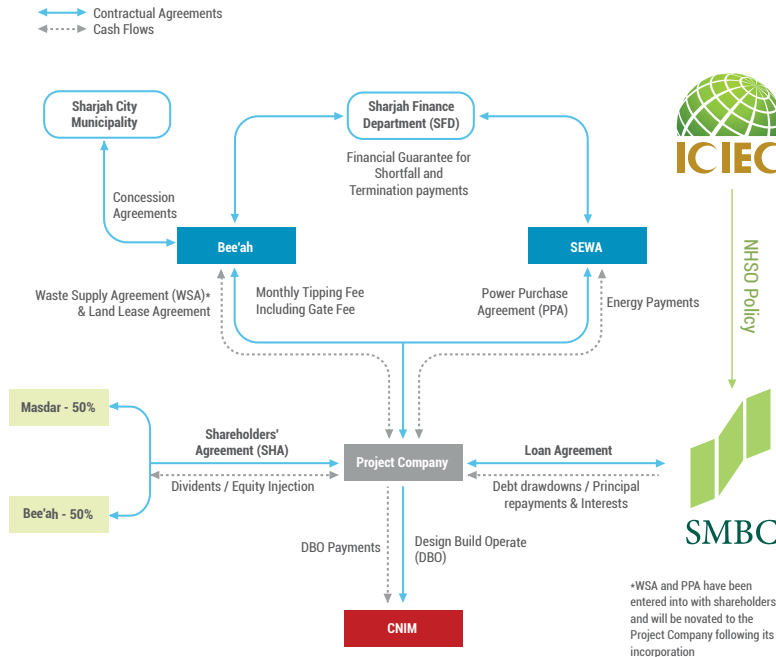 Contractual Agreements
Cash Flows
Sharjah City
Municipality
Sharjah Finance
Department (SFD)
Financial Guarantee for
Shortfall and
Termination payments
ICIEC
Concession
Agreements
Bee'ah
SEWA
NHSO Policy
Waste Supply Agreement (WSA)*
& Land Lease Agreement
Monthly Tipping Fee
Including Gate Fee
Power Purchase
Agreement (PPA)
Energy Payments
Masdar - 50%
Shareholders'
Agreement (SHA)
Project Company
Loan Agreement
Dividents / Equity Injection
Debt drawdowns / Principal
repayments & Interests
Bee'ah - 50%
SMBC
DBO Payments
Design Build Operate
(DBO)
CNIM
*WSA and PPA have been
entered into with shareholders
and will be novated to the
Project Company following its
incorporation